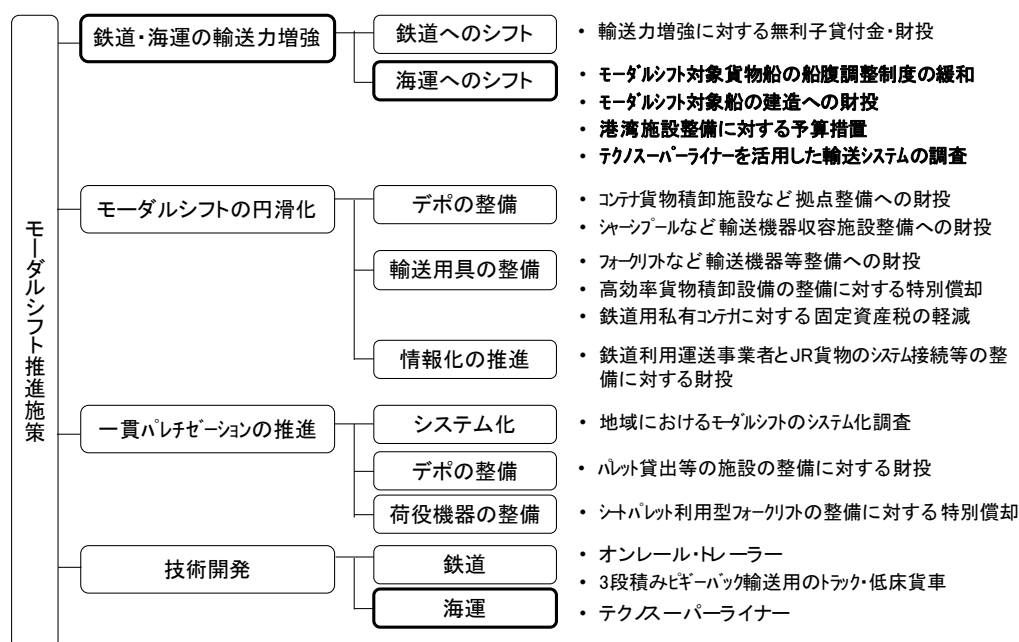 モーダルシフト推進施策
鉄道・海運の輸送力増強
鉄道へのシフト
・ 輸送力増強に対する無利子貸付金・財投
海運へのシフト
・ モーダルシフト対象貨物船の船腹調整制度の緩和
・ モーダルシフト対象船の建造への財投
・ 港湾施設整備に対する予算措置
・ テクノスーパーライナーを活用した輸送システムの調査
モーダルシフトの円滑化
デポの整備
・ コンテナ貨物積卸施設など拠点整備への財投
・ シャーシプールなど輸送機器収容施設整備への財投
輸送用具の整備
・ フォークリフトなど輸送機器等整備への財投
・ 高効率貨物積卸設備の整備に対する特別償却
・ 鉄道用私有コンテナに対する固定資産税の軽減
情報化の推進
・ 鉄道利用運送事業者とJR貨物のシステム接続等の整
備に対する財投
一貫パレチゼーションの推進
システム化
・ 地域におけるモーダルシフトのシステム化調査
デポの整備
・ パレット貸出等の施設の整備に対する財投
荷役機器の整備
・ シートパレット利用型フォークリフトの整備に対する特別償却
技術開発
鉄道
・ オンレール・トレーラー
・ 3段積みピギーバック輸送用のトラック・低床貨車
海運
・ テクノスーパーライナー